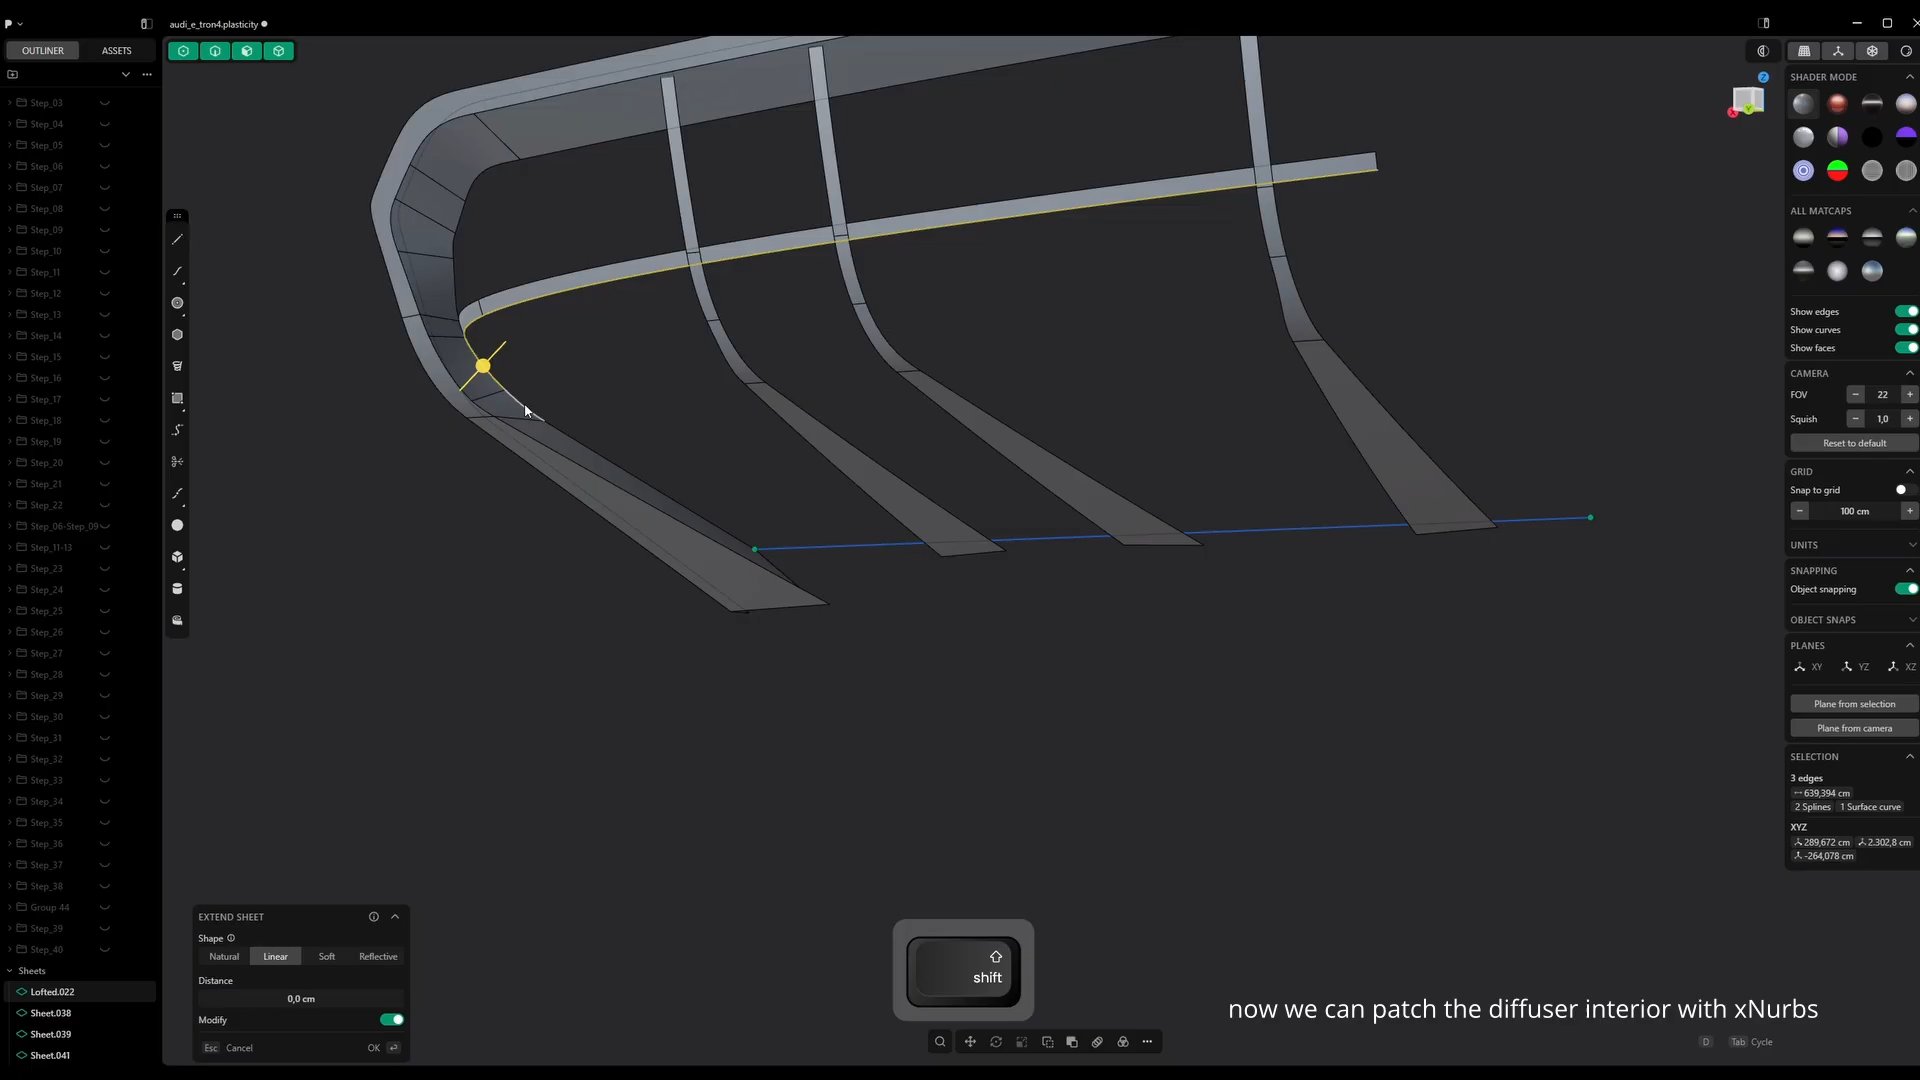 audi_e_tron4.plasticity
OUTLINER
ASSETS
Step_03
Step_04
Step_05
Step_06
Step_07
Step_08
Step_09
Step_10
Step_11
Step_12
Step_13
Step_14
Step_15
Step_16
Step_17
Step_18
Step_19
Step_20
Step_21
Step_22
Step_06-Step_09
Step_11-13
Step_23
Step_24
Step_25
Step_26
Step_27
Step_28
Step_29
Step_30
Step_31
Step_32
Step_33
Step_34
Step_35
Step_36
Step_37
Step_38
Group 44
Step_39
Step_40
Sheets
Lofted.022
Sheet.038
Sheet.039
Sheet.041
EXTEND SHEET
Shape
Natural Linear Soft Reflective
Distance
0,0 cm
Modify
Esc Cancel OK
shift
now we can patch the diffuser interior with xNurbs
D Tab Cycle
Z
X
Y
SHADER MODE
ALL MATCAPS
Show edges
Show curves
Show faces
CAMERA
FOV − 22 +
Squish − 1,0 +
Reset to default
GRID
Snap to grid
− 100 cm +
UNITS
SNAPPING
Object snapping
OBJECT SNAPS
PLANES
XY YZ XZ
Plane from selection
Plane from camera
SELECTION
3 edges
639,394 cm
2 Splines 1 Surface curve
XYZ
289,672 cm 2.302,8 cm
-264,078 cm